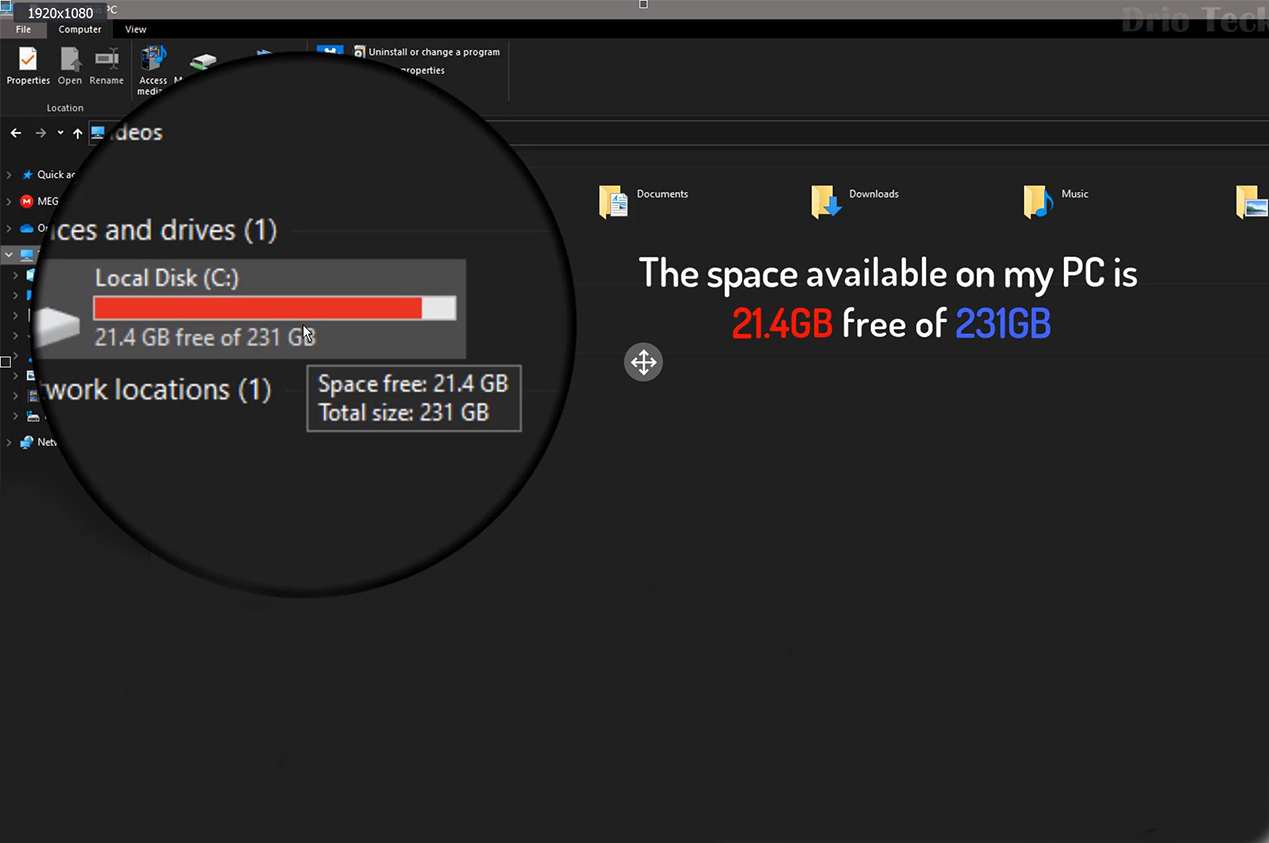 1920x1080
PC
Drio Teck
File
Computer
View
Uninstall or change a program
properties
Properties
Open
Rename
Access
media
Location
ideos
Quick ac
MEG
Documents
Downloads
Music
ices and drives (1)
Local Disk (C:)
21.4 GB free of 231 GB
The space available on my PC is
21.4GB free of 231GB
Space free: 21.4 GB
Total size: 231 GB
work locations (1)
Netw